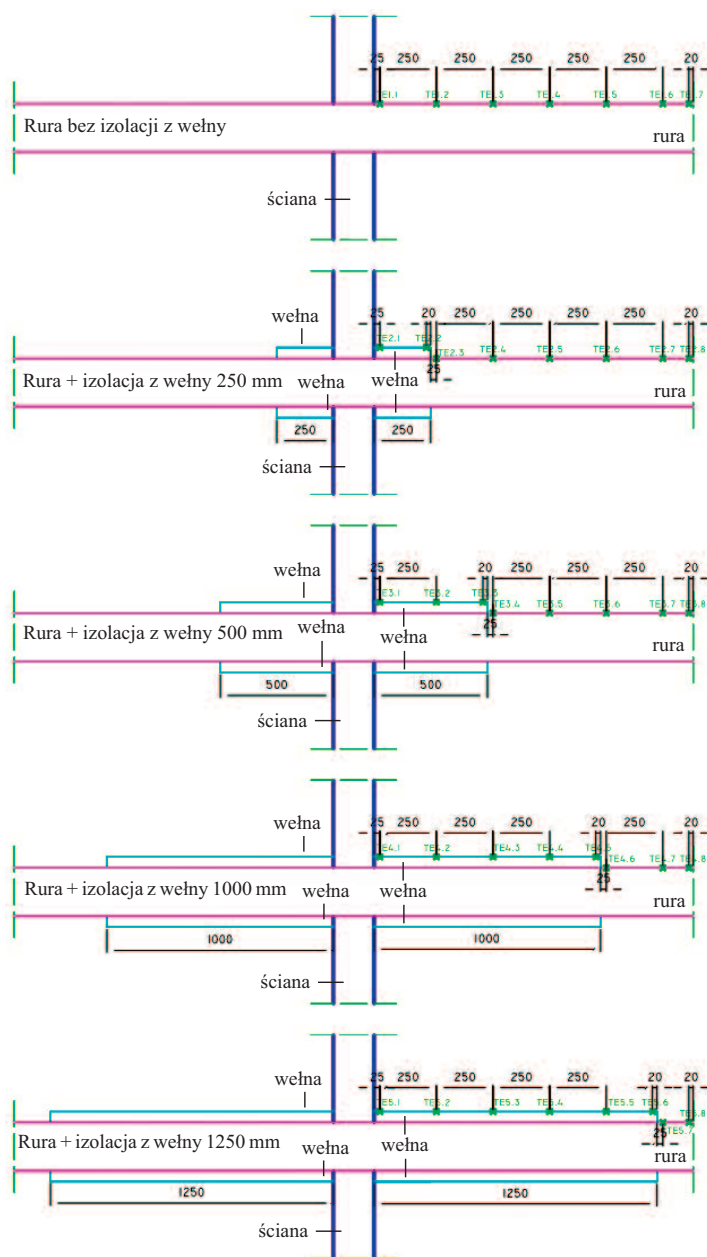 25 250 250 250 250 250 20
TE1.1 TE1.2 TE1.3 TE1.4 TE1.5 TE1.6 TE1.7
Rura bez izolacji z wełny
rura
ściana
25 20 250 250 250 250 20
wełna
TE2.1 TE2.2
TE2.3 TE2.4 TE2.5 TE2.6 TE2.7 TE2.8
25
Rura + izolacja z wełny 250 mm
wełna
wełna
rura
250 250
ściana
25 250 20 250 250 250 20
wełna
TE3.1 TE3.2 TE3.3
TE3.4 TE3.5 TE3.6 TE3.7 TE3.8
25
Rura + izolacja z wełny 500 mm
wełna
wełna
rura
500 500
ściana
25 250 250 250 20 250 20
wełna
TE4.1 TE4.2 TE4.3 TE4.4 TE4.5
TE4.6 TE4.7 TE4.8
25
Rura + izolacja z wełny 1000 mm
wełna
wełna
rura
1000 1000
ściana
25 250 250 250 250 20 20
wełna
TE5.1 TE5.2 TE5.3 TE5.4 TE5.5 TE5.6
TE5.7 TE5.8
25
Rura + izolacja z wełny 1250 mm
wełna
wełna
rura
1250 1250
ściana